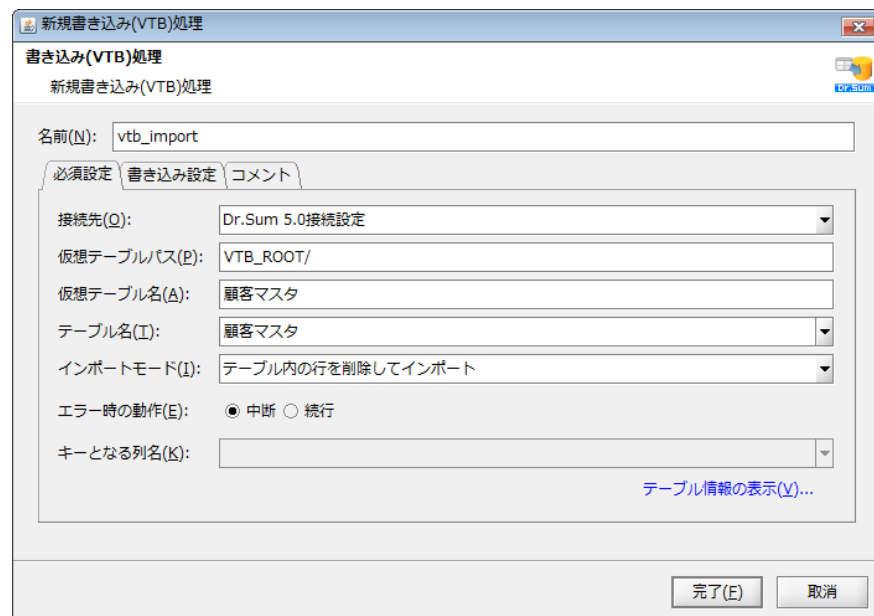 新規書き込み(VTB)処理
書き込み(VTB)処理
新規書き込み(VTB)処理
Dr.Sum
名前(N): vtb_import
必須設定 書き込み設定 コメント
接続先(O): Dr.Sum 5.0接続設定
仮想テーブルパス(P): VTB_ROOT/
仮想テーブル名(A): 顧客マスタ
テーブル名(T): 顧客マスタ
インポートモード(I): テーブル内の行を削除してインポート
エラー時の動作(E): 中断 続行
キーとなる列名(K):
テーブル情報の表示(V)...
完了(F) 取消